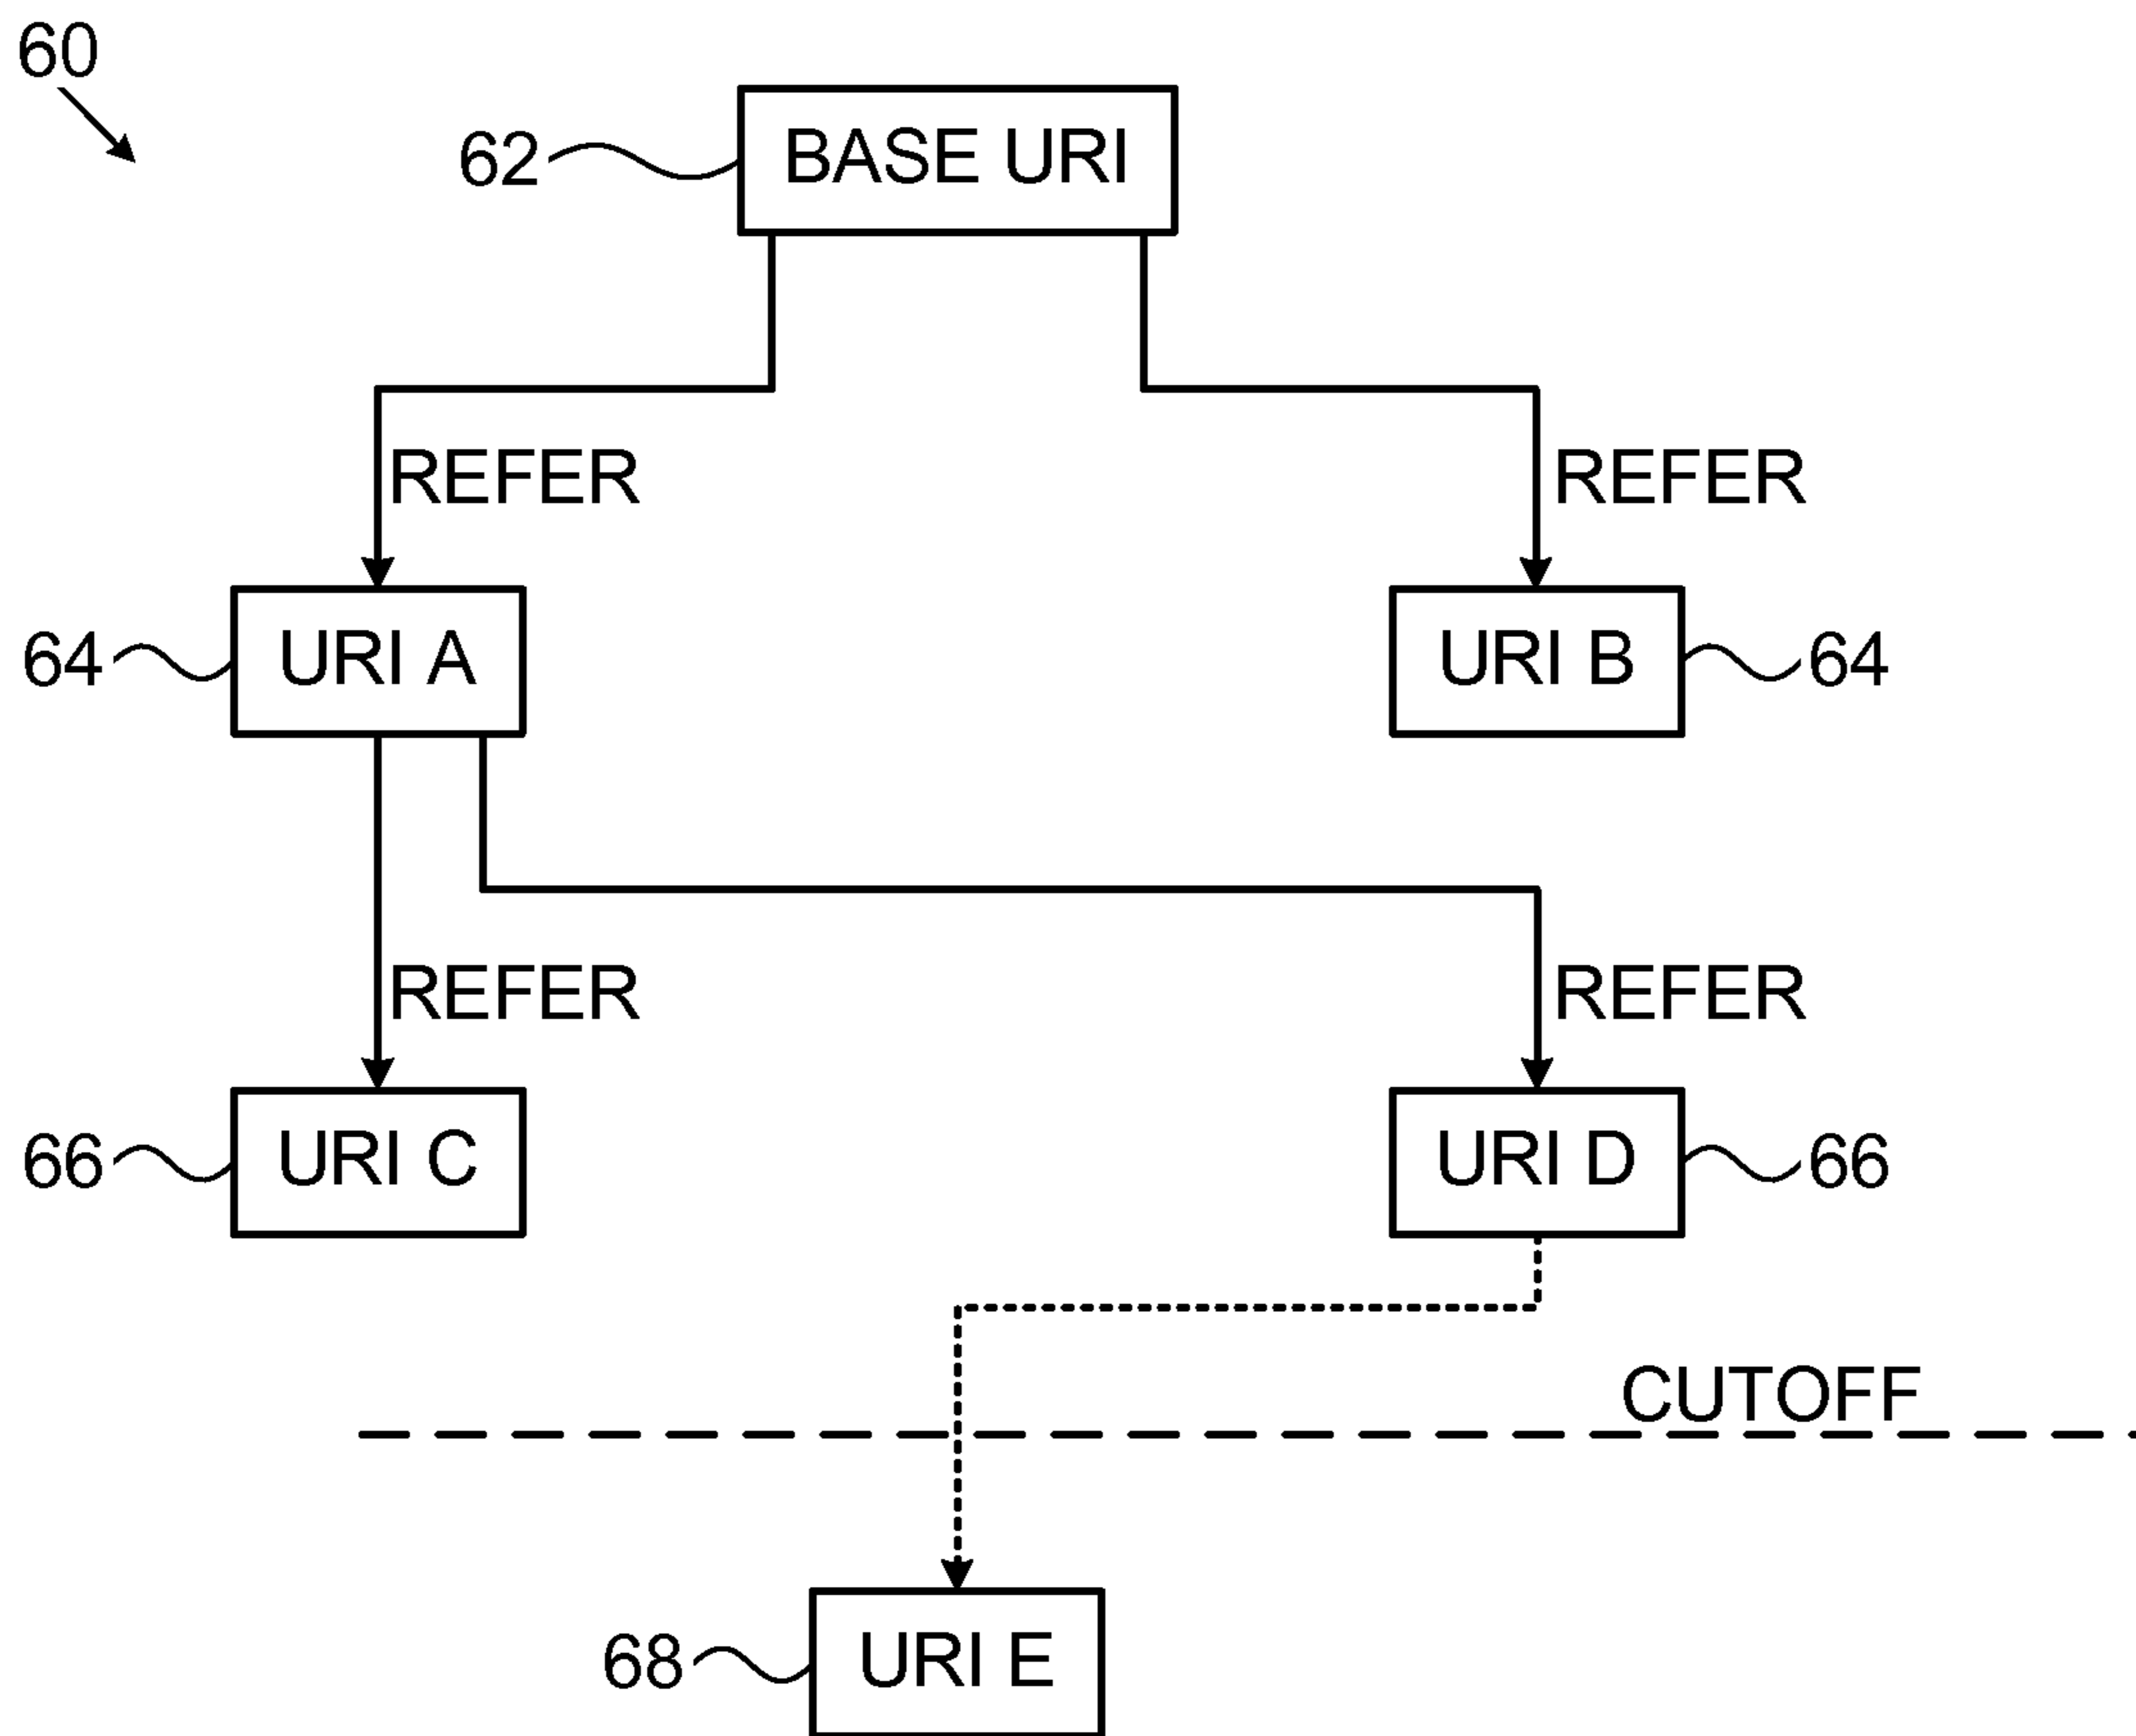 60
62 BASE URI
REFER REFER
64 URI A URI B 64
REFER REFER
66 URI C URI D 66
CUTOFF
68 URI E